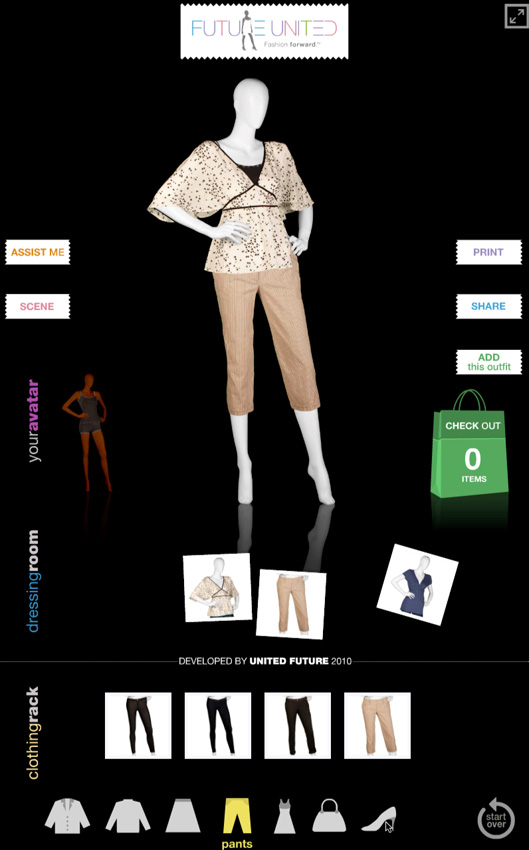 FUTURE UNITED
Fashion forward.™
ASSIST ME
PRINT
SCENE
SHARE
ADD
this outfit
youravatar
CHECK OUT
0
ITEMS
dressingroom
DEVELOPED BY UNITED FUTURE 2010
clothingrack
start
over
pants